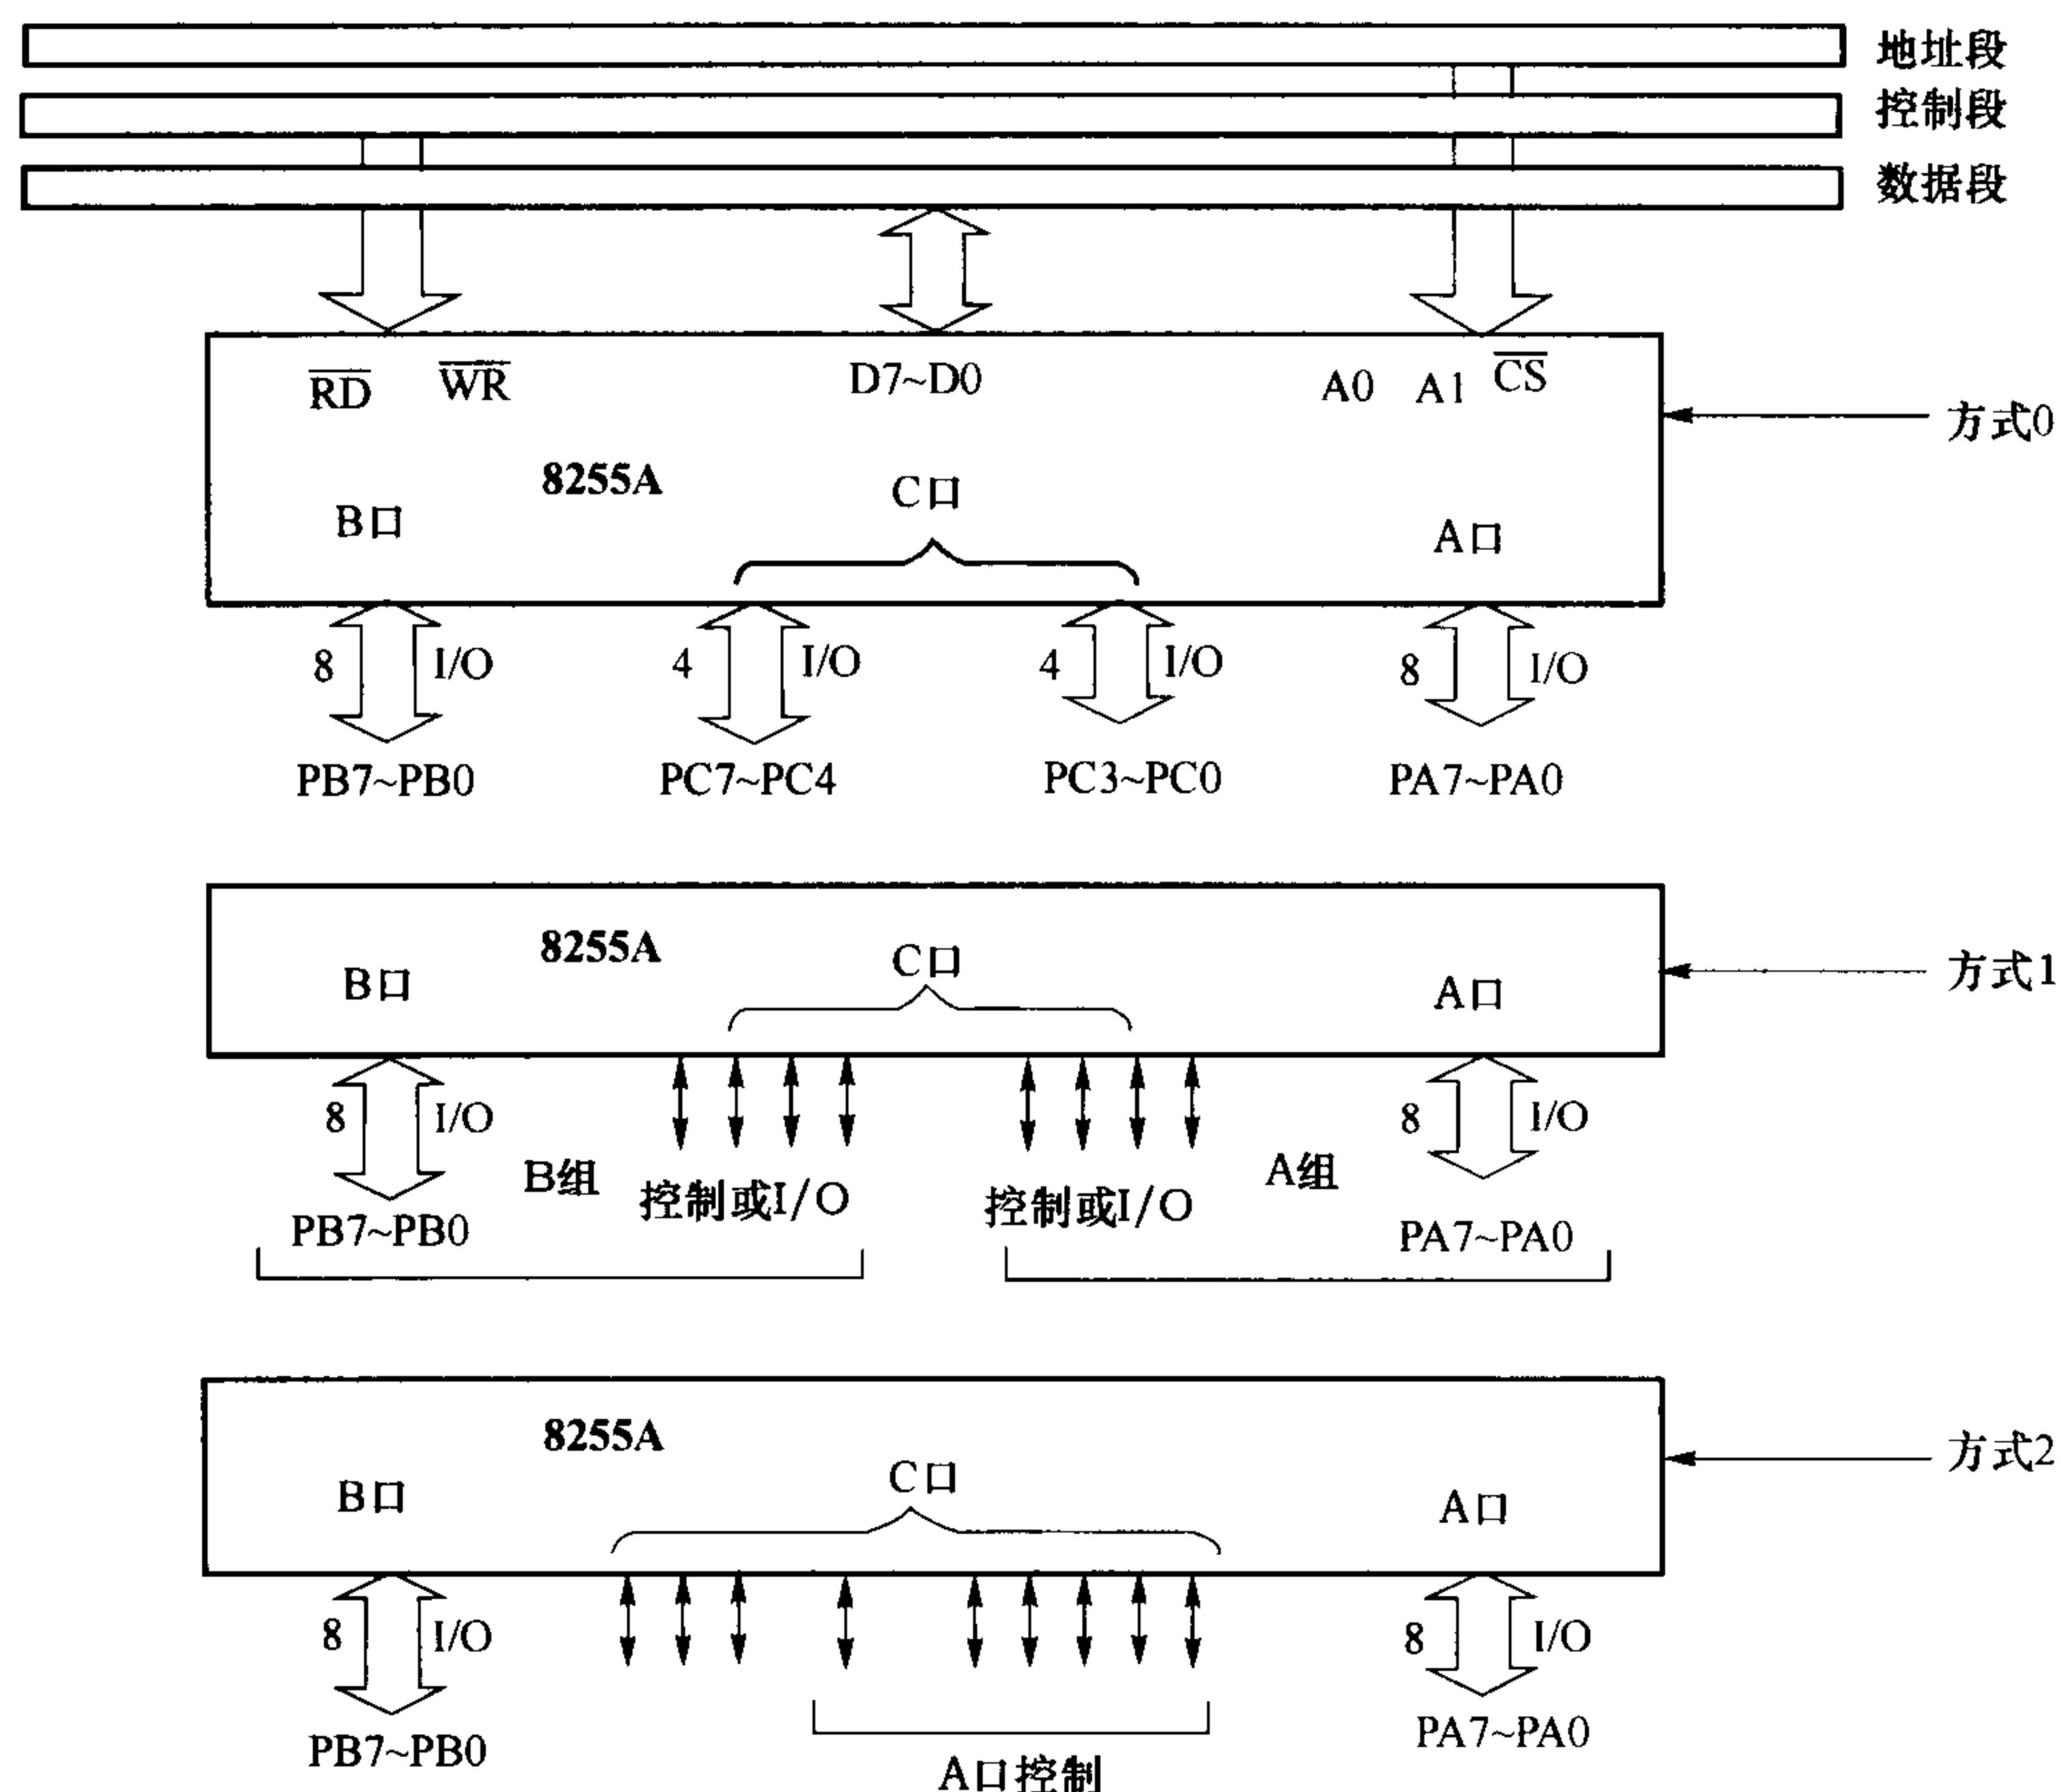 地址段
控制段
数据段
RD WR D7~D0 A0 A1 CS
方式0
8255A
B口 C口 A口
8 I/O 4 I/O 4 I/O 8 I/O
PB7~PB0 PC7~PC4 PC3~PC0 PA7~PA0
8255A
B口 C口 A口
方式1
8 I/O 8 I/O
B组 控制或I/O 控制或I/O A组
PB7~PB0 PA7~PA0
8255A
B口 C口 A口
方式2
8 I/O 8 I/O
PB7~PB0 PA7~PA0
A口控制